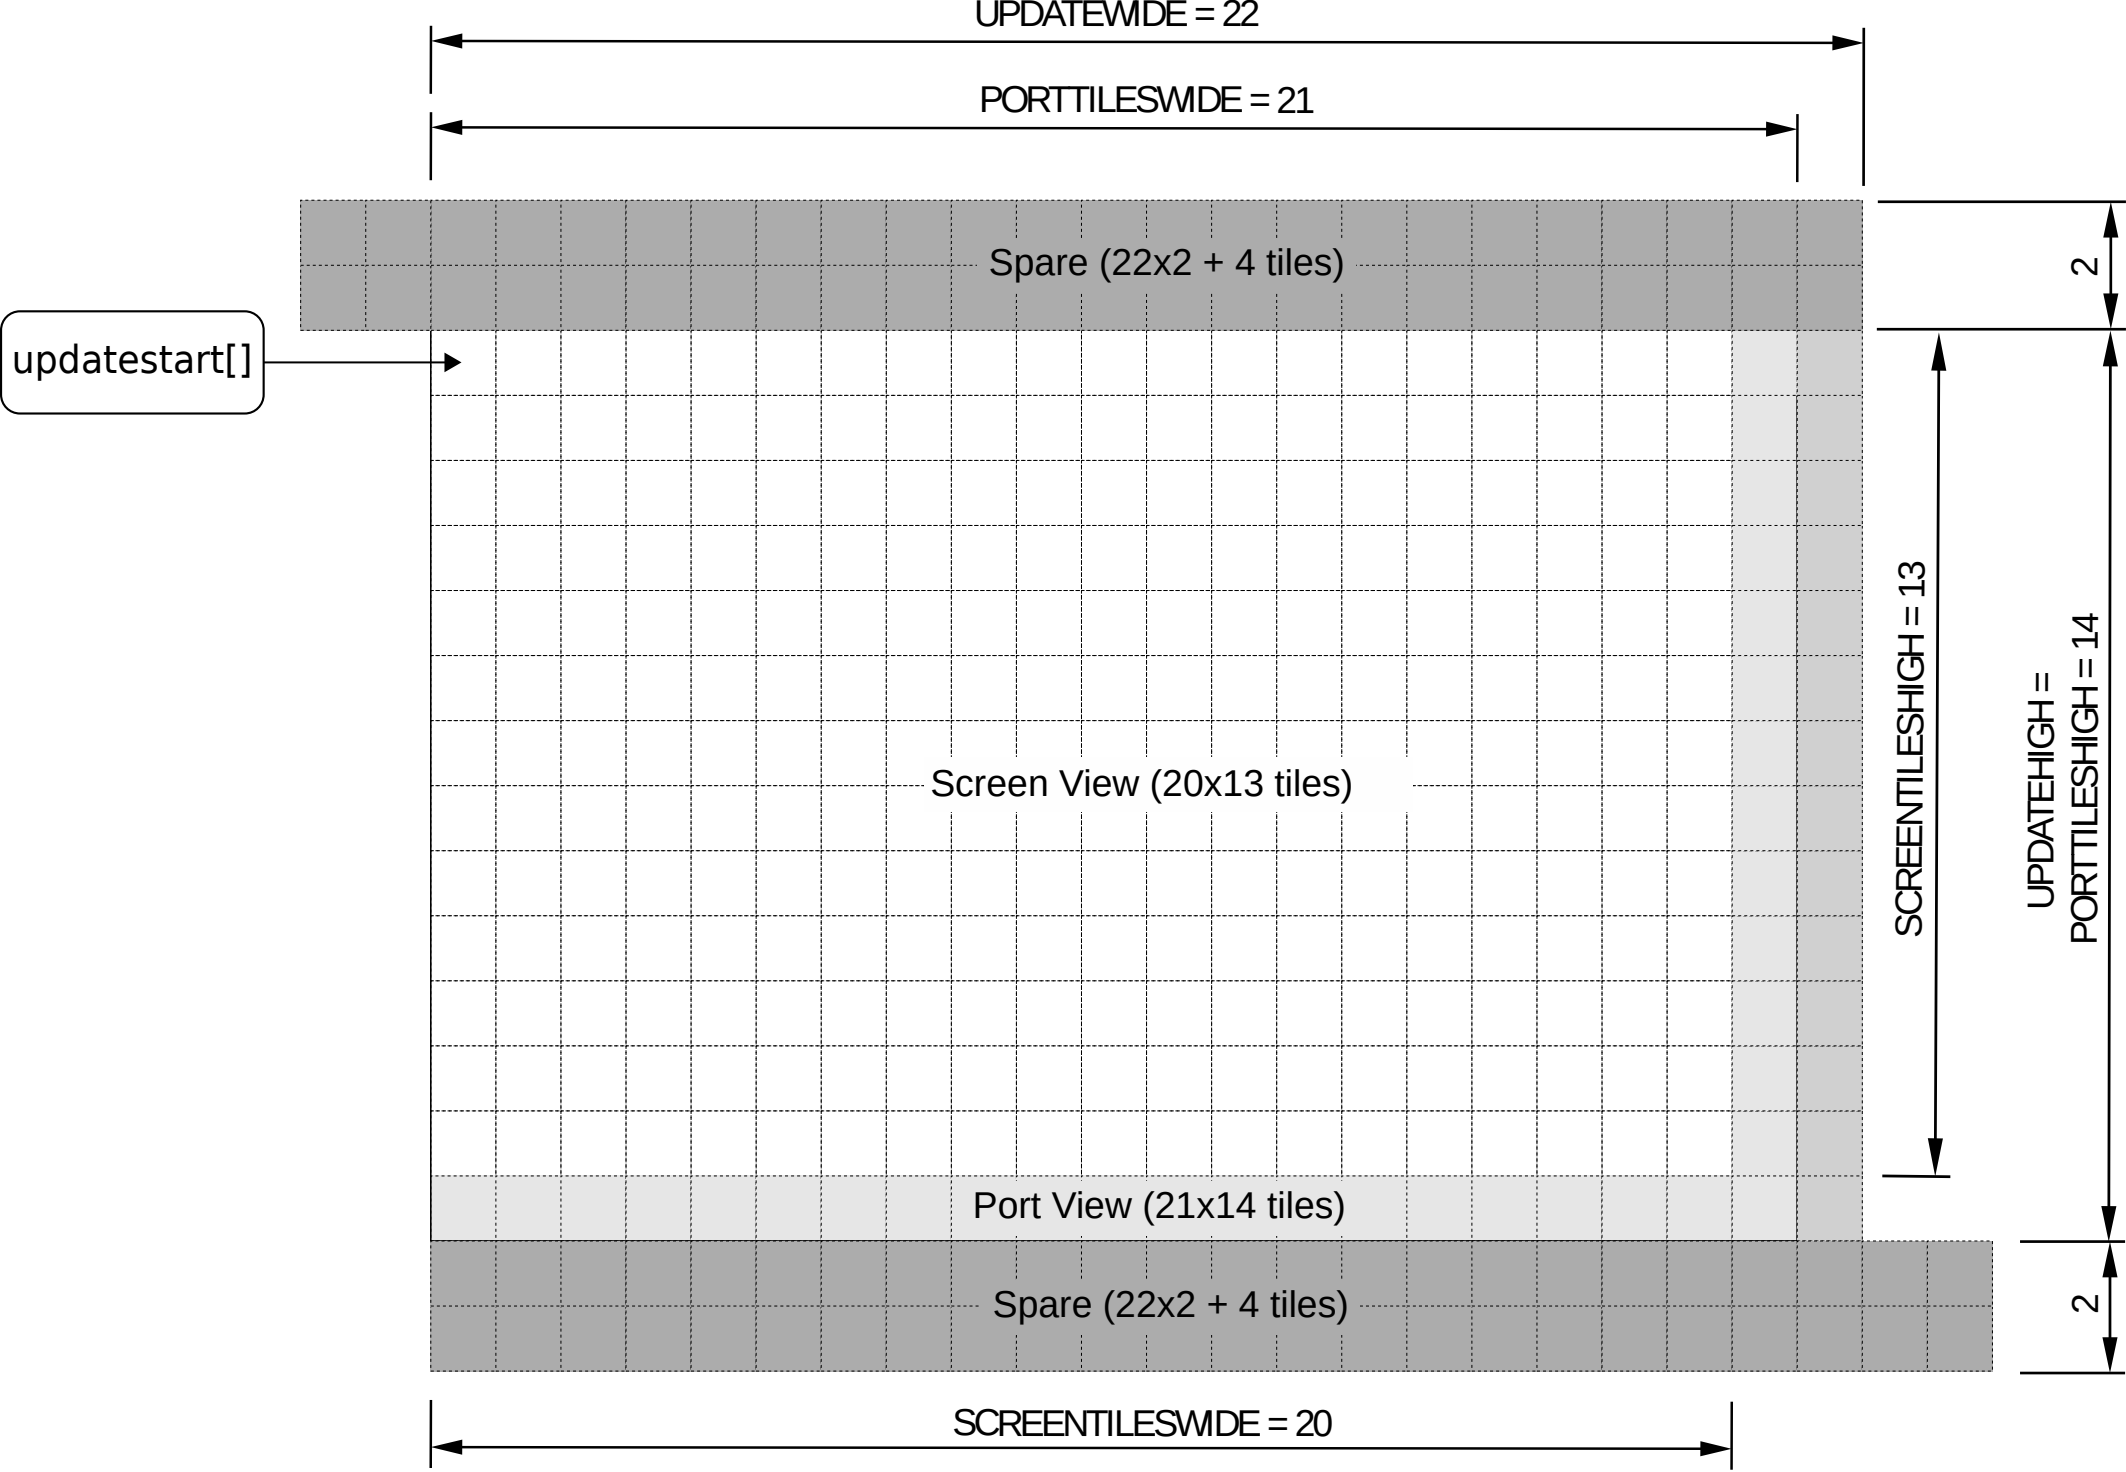 UPDATEWIDE = 22
PORTTILESWIDE = 21
Spare (22x2 + 4 tiles)
2
updatestart[]
SCREENTILESHIGH = 13
UPDATEHIGH =
PORTTILESHIGH = 14
Screen View (20x13 tiles)
Port View (21x14 tiles)
Spare (22x2 + 4 tiles)
2
SCREENTILESWIDE = 20